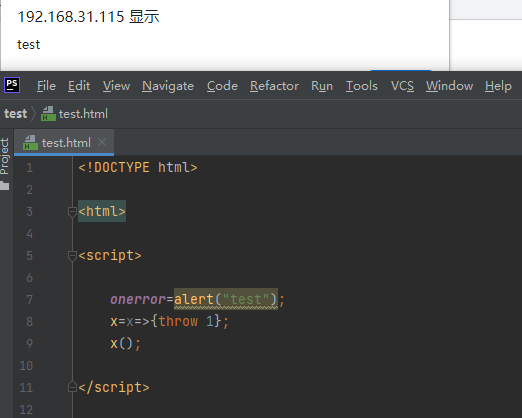 192.168.31.115 显示
test
PS File Edit View Navigate Code Refactor Run Tools VCS Window Help
test test.html
test.html
Project
1 <!DOCTYPE html>
2
3 <html>
4
5 <script>
6
7 onerror=alert("test");
8 x=x=>{throw 1};
9 x();
10
11 </script>
12